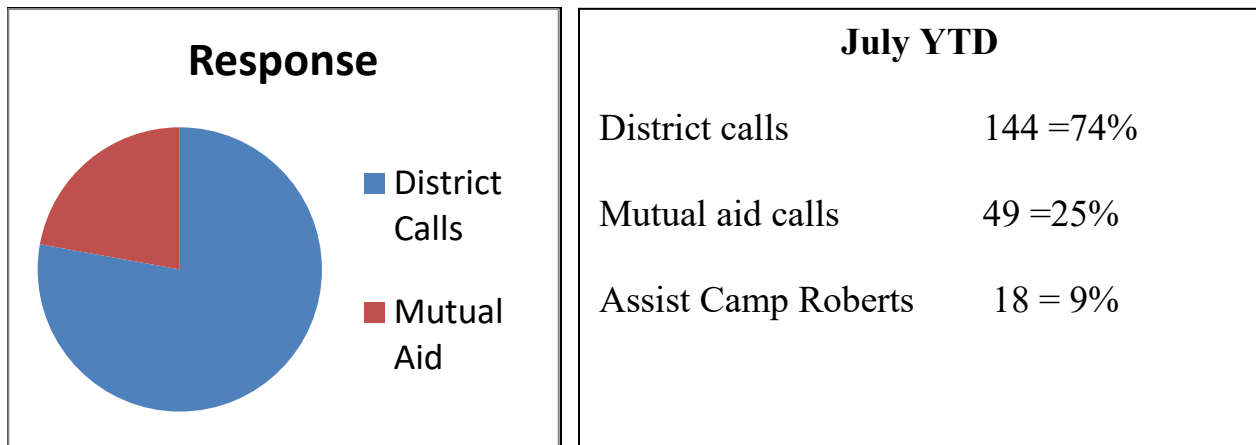 Response
District
Calls
Mutual
Aid
July YTD
District calls 144 =74%
Mutual aid calls 49 =25%
Assist Camp Roberts 18 = 9%